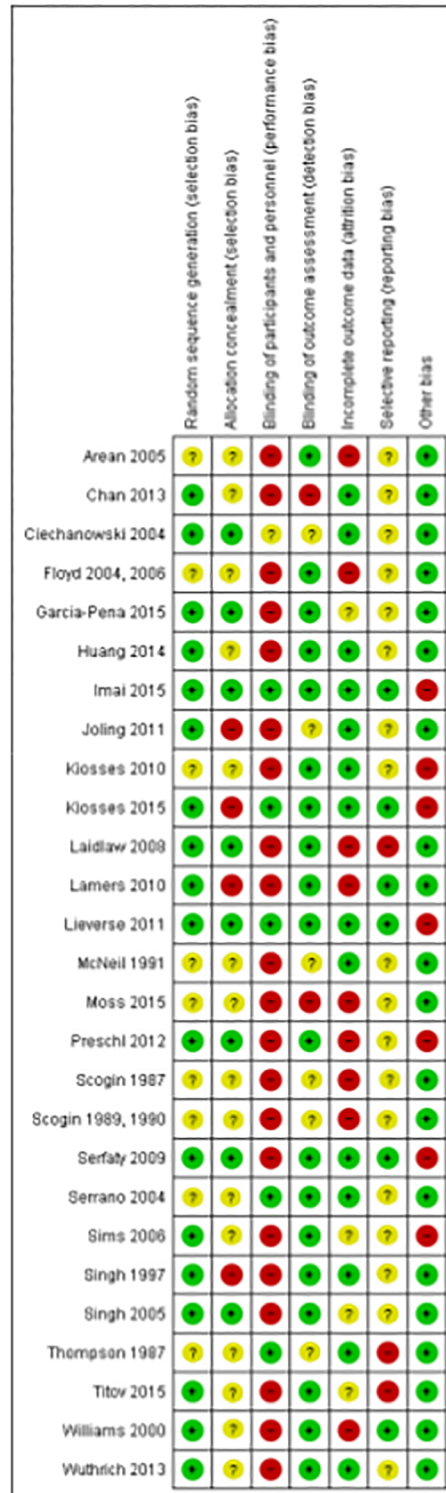 Random sequence generation (selection bias)
Allocation concealment (selection bias)
Blinding of participants and personnel (performance bias)
Blinding of outcome assessment (detection bias)
Incomplete outcome data (attrition bias)
Selective reporting (reporting bias)
Other bias
Arean 2005 ? ? - + - ? +
Chan 2013 + ? - - + ? +
Ciechanowski 2004 + + ? ? + ? +
Floyd 2004, 2006 ? ? - + - ? +
Garcia-Pena 2015 + + - + ? ? +
Huang 2014 + ? - + + ? +
Imai 2015 + + + + + + -
Joling 2011 + - - ? + ? +
Kiosses 2010 ? ? - + + ? -
Kiosses 2015 + - + + + + -
Laidlaw 2008 + + - + - - +
Lamers 2010 + - - + - + +
Lieverse 2011 + + + + + + -
McNeil 1991 ? ? - ? + ? +
Moss 2015 ? ? - - - ? +
Preschl 2012 + + - + - ? -
Scogin 1987 ? ? - ? - ? +
Scogin 1989, 1990 ? ? - ? - ? +
Serfaty 2009 + + - + + + -
Serrano 2004 ? ? + + + ? +
Sims 2006 + ? - + ? ? -
Singh 1997 + - - + + ? +
Singh 2005 + + - + ? ? +
Thompson 1987 ? ? + ? + - +
Titov 2015 + ? - + ? - +
Williams 2000 + ? - + - + +
Wuthrich 2013 + ? - + + ? +